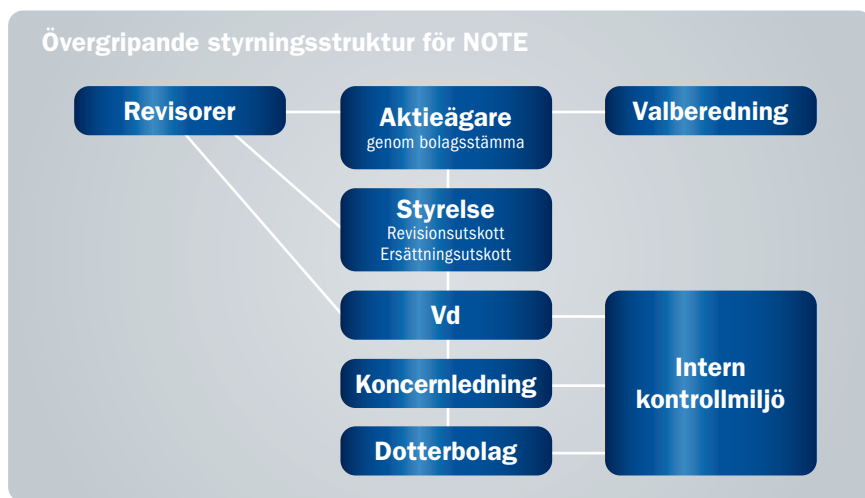 Övergripande styrningsstruktur för NOTE
Revisorer
Aktieägare
genom bolagsstämma
Valberedning
Styrelse
Revisionsutskott
Ersättningsutskott
Vd
Intern
kontrollmiljö
Koncernledning
Dotterbolag